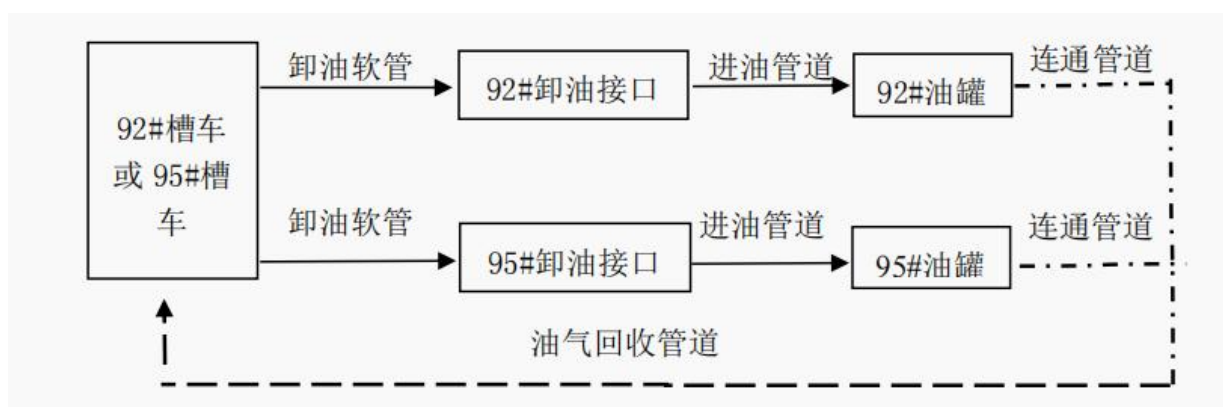 卸油软管
进油管道
连通管道
92#槽车
或 95#槽
车
92#卸油接口
92#油罐
卸油软管
进油管道
连通管道
95#卸油接口
95#油罐
油气回收管道